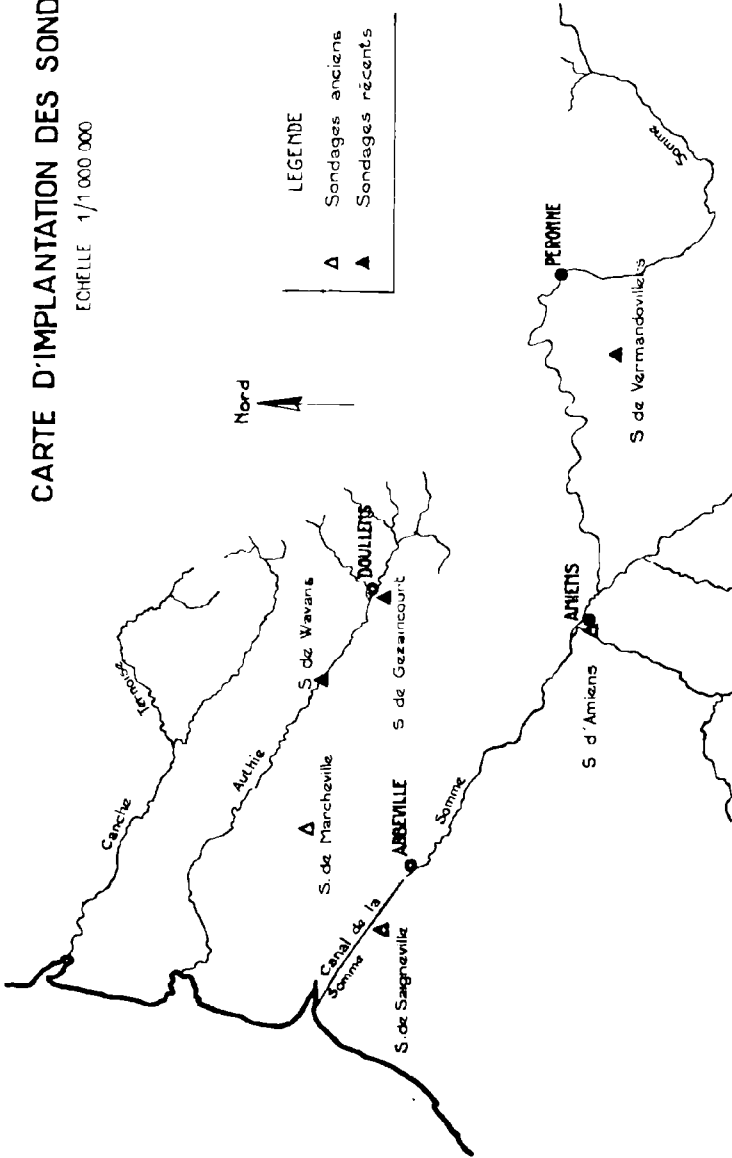 CARTE D'IMPLANTATION DES SOND
ECHELLE 1/1 000 000
LEGENDE
Sondages anciens
Sondages récents
Nord
Ternoise
Canche
Authie
S de Wavans
DOULLENS
S de Gezaincourt
S. de Marcheville
ABBEVILLE
Canal de la
Somme
S. de Saigneville
Somme
AMIENS
S d'Amiens
PERONNE
S de Vermandovillers
Somme